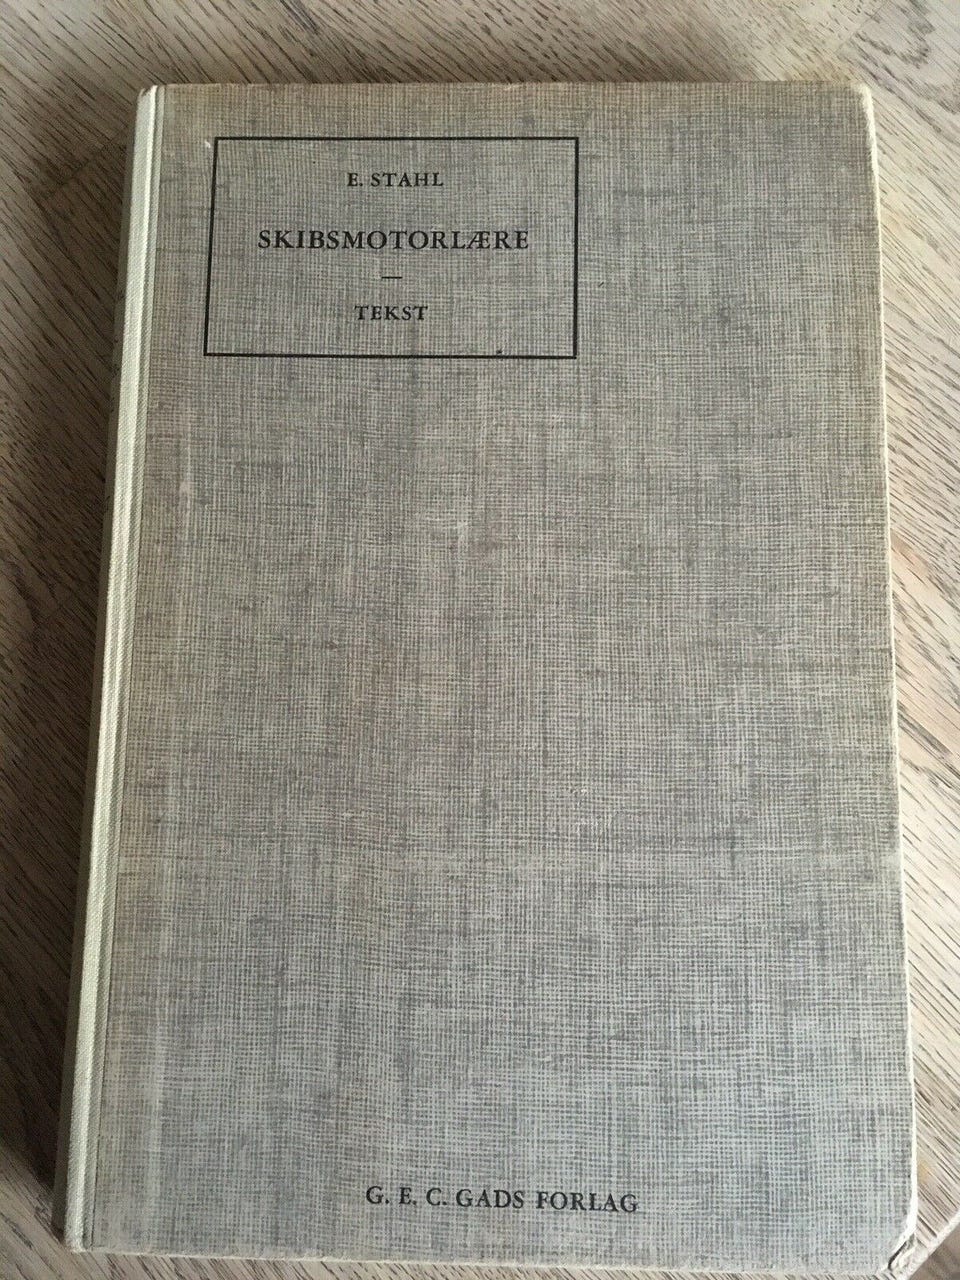 E. STAHL
SKIBSMOTORLÆRE
—
TEKST
G. E. C. GADS FORLAG